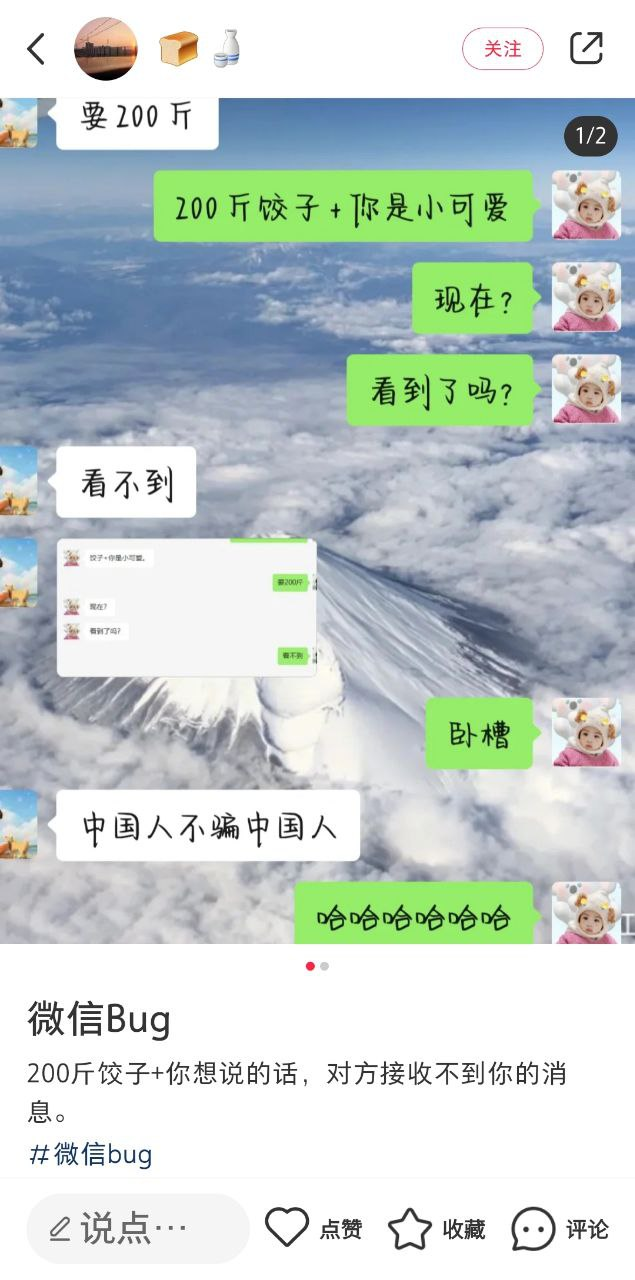 关注
1/2
要200斤
200斤饺子+你是小可爱
现在?
看到了吗?
看不到
饺子+你是小可爱。
要200斤
现在?
看到了吗?
看不到
卧槽
中国人不骗中国人
哈哈哈哈哈哈
微信Bug
200斤饺子+你想说的话，对方接收不到你的消
息。
#微信bug
说点…
点赞
收藏
评论